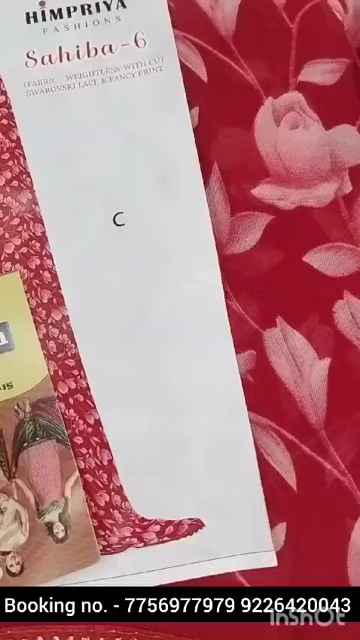 HIMPRIYA
FASHIONS
Sahiba-6
(FABRIC - WEIGHTLESS WITH CUT
SWAROVSKI LACE & FANCY PRINT
C
Booking no. - 7756977979 9226420043
InShOt